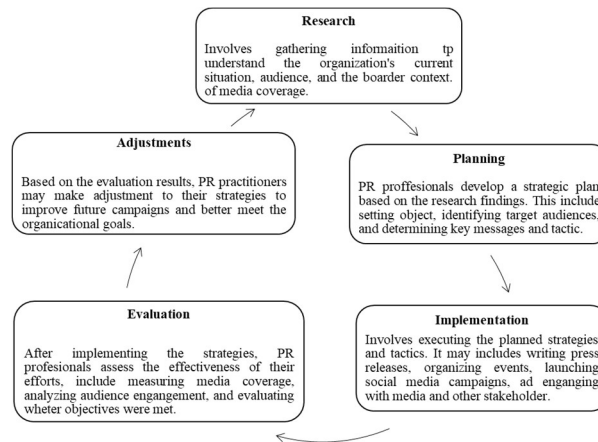 Research
Involves gathering informaition tp
understand the organization's current
situation, audience, and the boarder context.
of media coverage.
Planning
PR proffesionals develop a strategic plan
based on the research findings. This include
setting object, identifying target audiences,
and determining key messages and tactic.
Implementation
Involves executing the planned strategies
and tactics. It may includes writing press
releases, organizing events, launching
social media campaigns, ad enganging
with media and other stakeholder.
Evaluation
After implementing the strategies, PR
profesionals assess the effectiveness of their
efforts, include measuring media coverage,
analyzing audience engangement, and evaluating
wheter objectives were met.
Adjustments
Based on the evaluation results, PR practitioners
may make adjustment to their strategies to
improve future campaigns and better meet the
organicational goals.